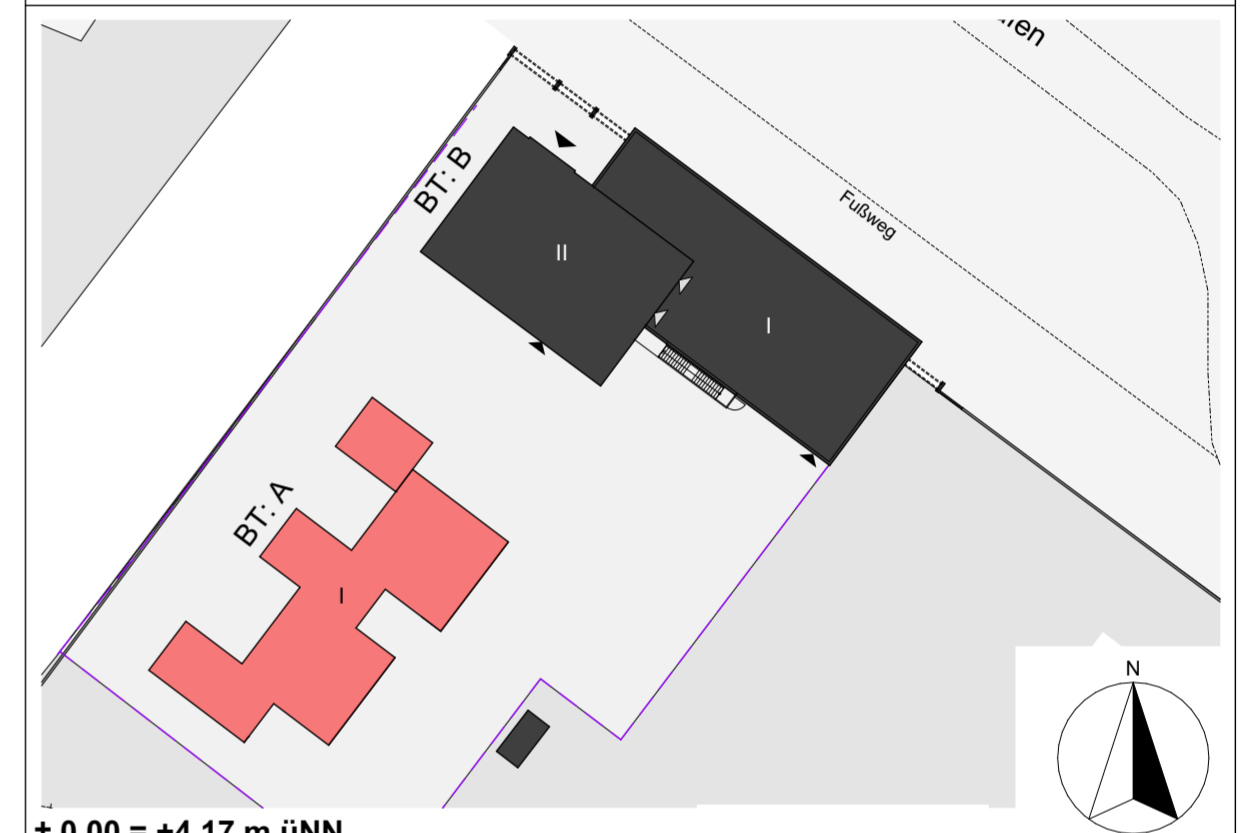 BT: B
II
Fußweg
I
BT: A
I
N
± 0,00 = +4,17 m üNN